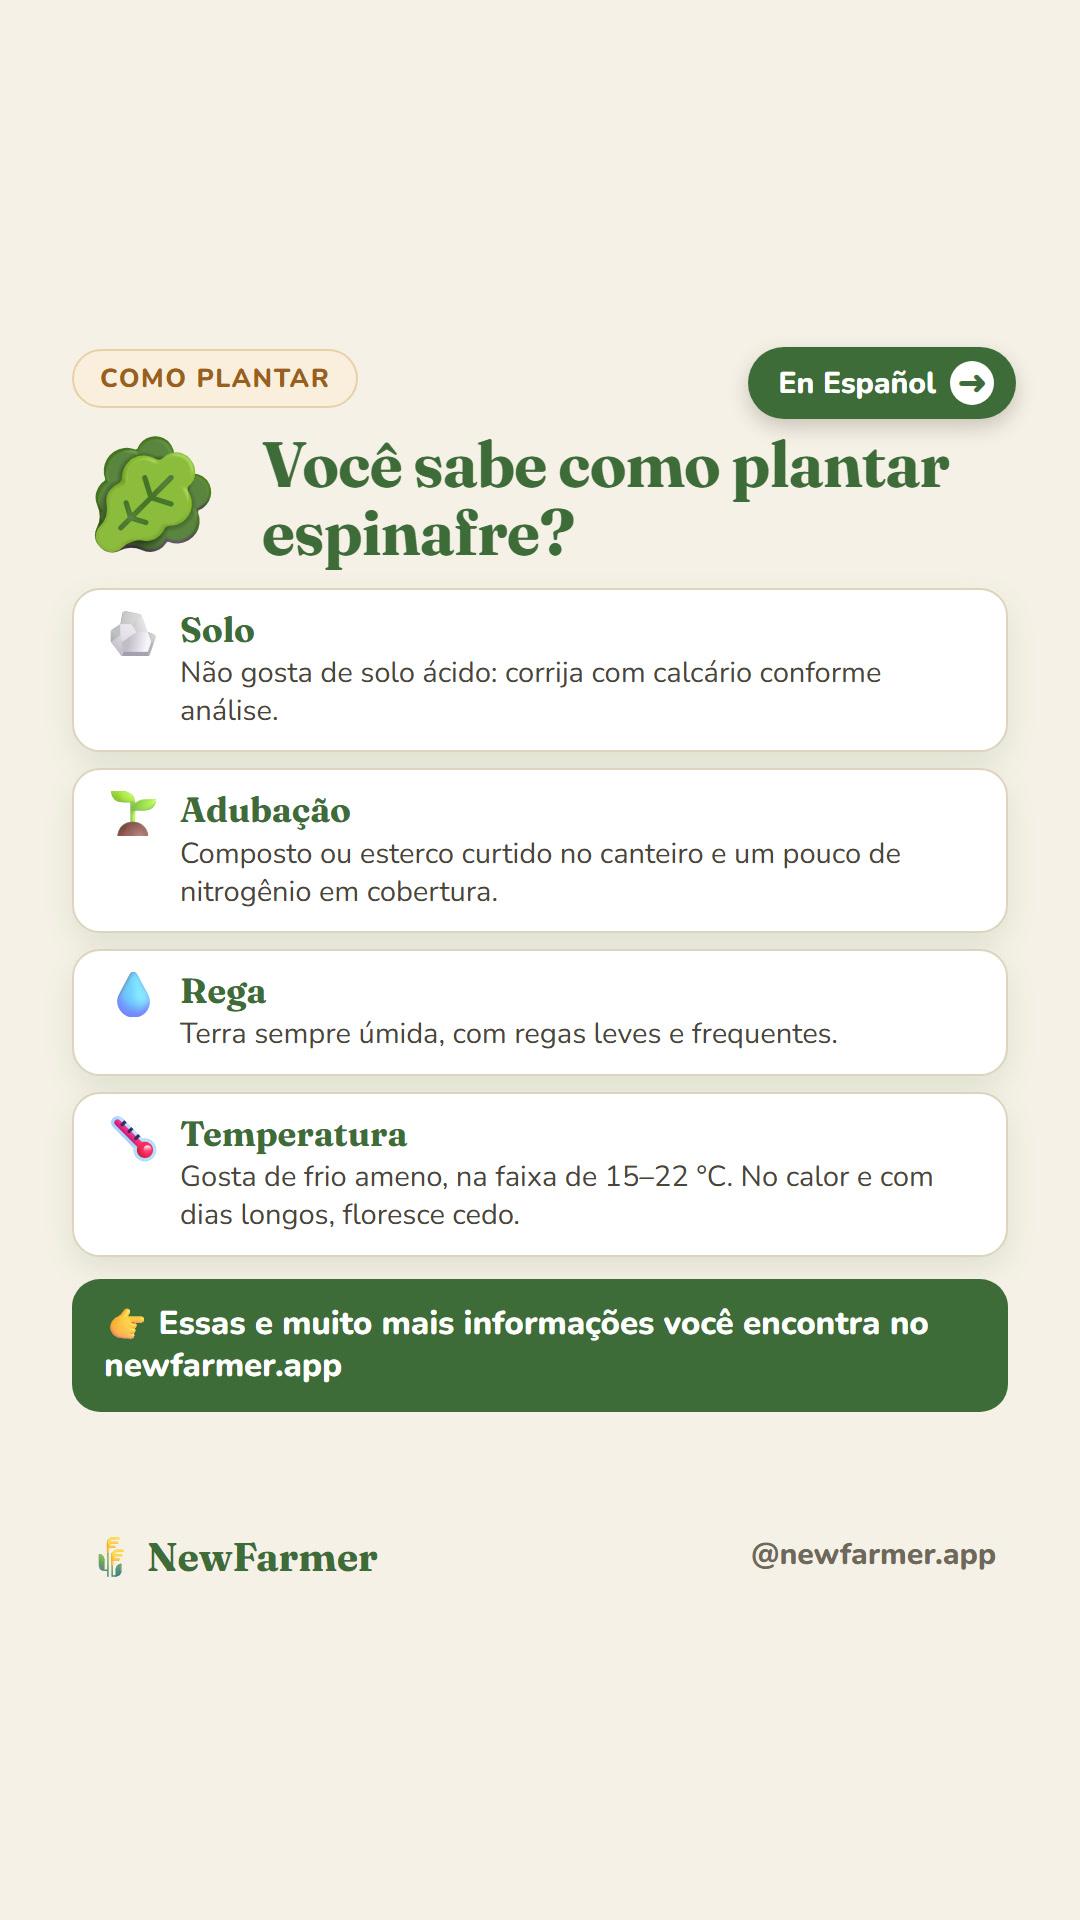 COMO PLANTAR
En Español
Você sabe como plantar
espinafre?
Solo
Não gosta de solo ácido: corrija com calcário conforme
análise.
Adubação
Composto ou esterco curtido no canteiro e um pouco de
nitrogênio em cobertura.
Rega
Terra sempre úmida, com regas leves e frequentes.
Temperatura
Gosta de frio ameno, na faixa de 15–22 °C. No calor e com
dias longos, floresce cedo.
👉 Essas e muito mais informações você encontra no
newfarmer.app
NewFarmer
@newfarmer.app